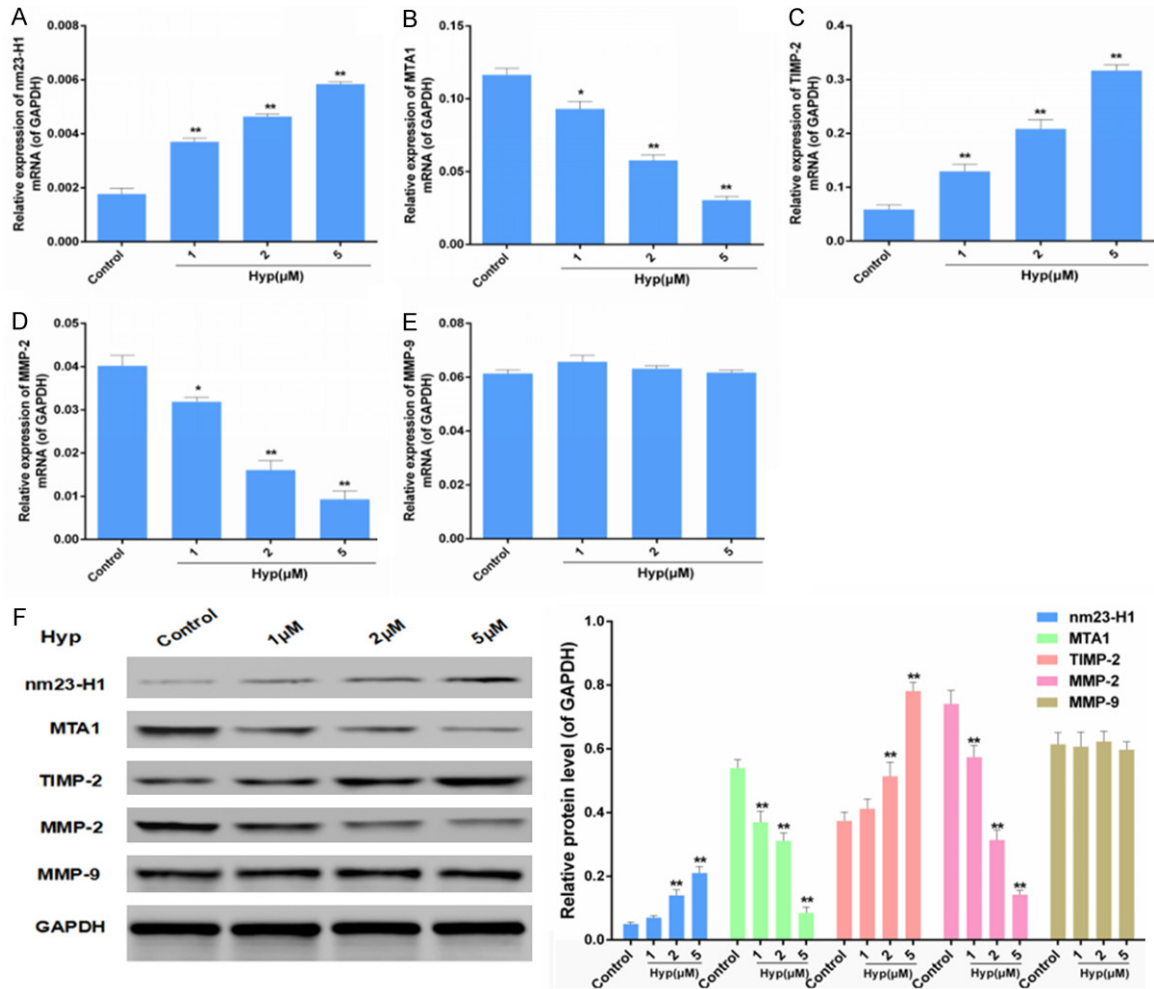 A
Relative expression of nm23-H1
mRNA (of GAPDH)
0.008
0.006
0.004
0.002
0.000
**
**
**
Control
1
2
5
Hyp(µM)
B
Relative expression of MTA1
mRNA (of GAPDH)
0.15
0.10
0.05
0.00
*
**
**
Control
1
2
5
Hyp(µM)
C
Relative expression of TIMP-2
mRNA (of GAPDH)
0.4
0.3
0.2
0.1
0.0
**
**
**
Control
1
2
5
Hyp(µM)
D
Relative expression of MMP-2
mRNA (of GAPDH)
0.05
0.04
0.03
0.02
0.01
0.00
*
**
**
Control
1
2
5
Hyp(µM)
E
Relative expression of MMP-9
mRNA (of GAPDH)
0.08
0.06
0.04
0.02
0.00
Control
1
2
5
Hyp(µM)
F
Hyp Control 1µM 2µM 5µM
nm23-H1
MTA1
TIMP-2
MMP-2
MMP-9
GAPDH
Relative protein level (of GAPDH)
1.0
0.8
0.6
0.4
0.2
0.0
nm23-H1
MTA1
TIMP-2
MMP-2
MMP-9
** **
** ** **
** **
** ** **
Control 1 2 5 Control 1 2 5 Control 1 2 5 Control 1 2 5 Control 1 2 5
Hyp(µM) Hyp(µM) Hyp(µM) Hyp(µM) Hyp(µM)